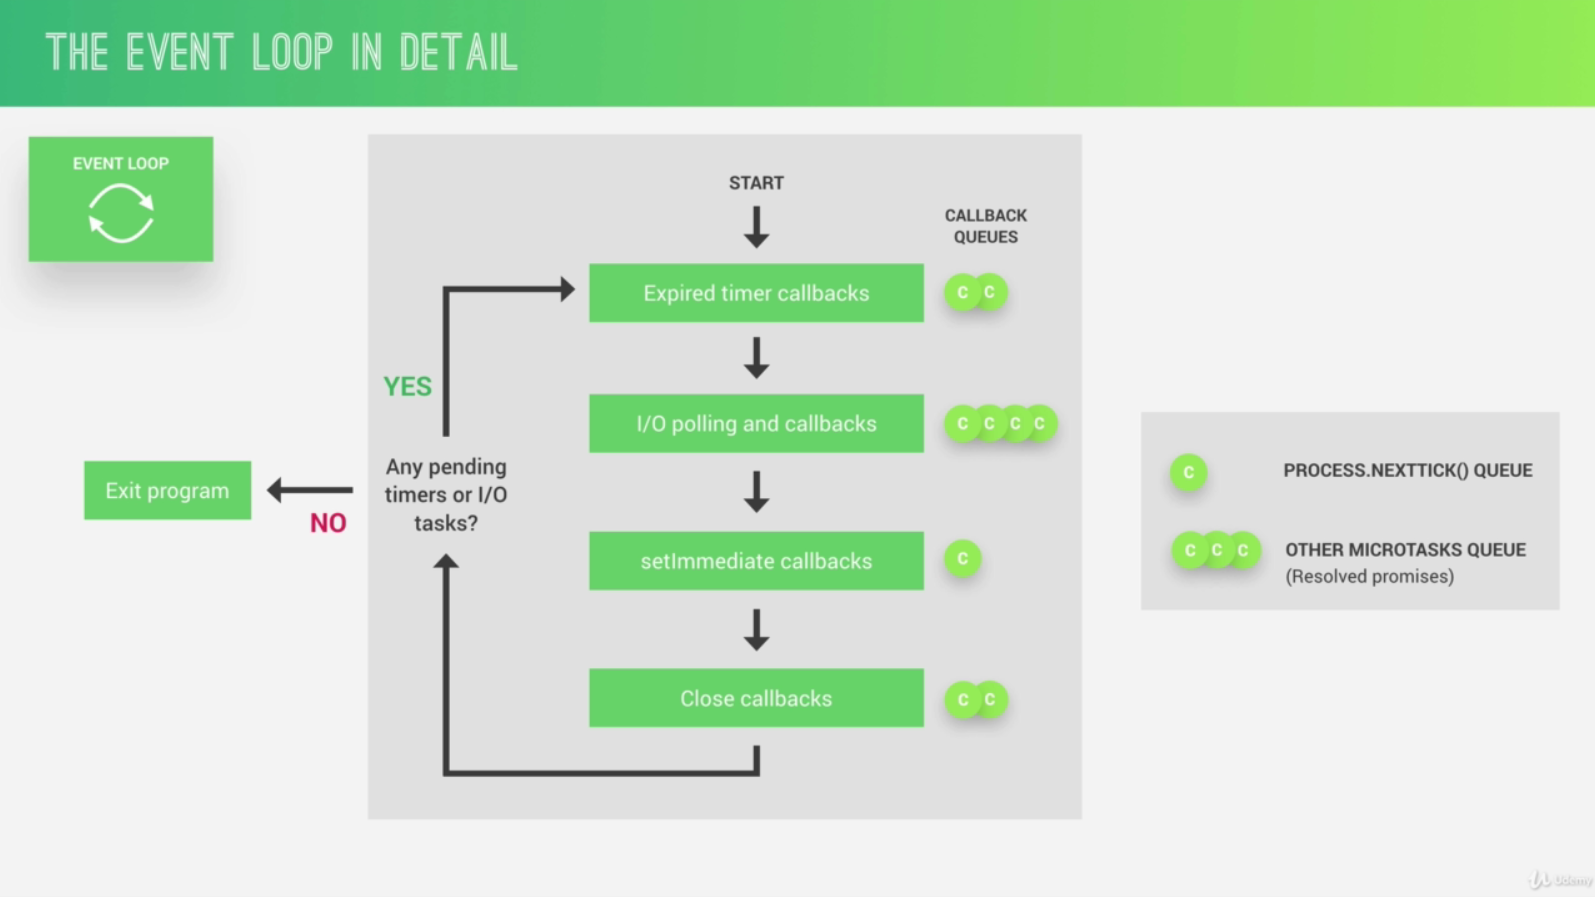 THE EVENT LOOP IN DETAIL
EVENT LOOP
START
CALLBACK
QUEUES
Expired timer callbacks
C C
YES
I/O polling and callbacks
C C C C
Any pending
timers or I/O
tasks?
Exit program
NO
setImmediate callbacks
C
Close callbacks
C C
C
PROCESS.NEXTTICK() QUEUE
C C C
OTHER MICROTASKS QUEUE
(Resolved promises)
Udemy